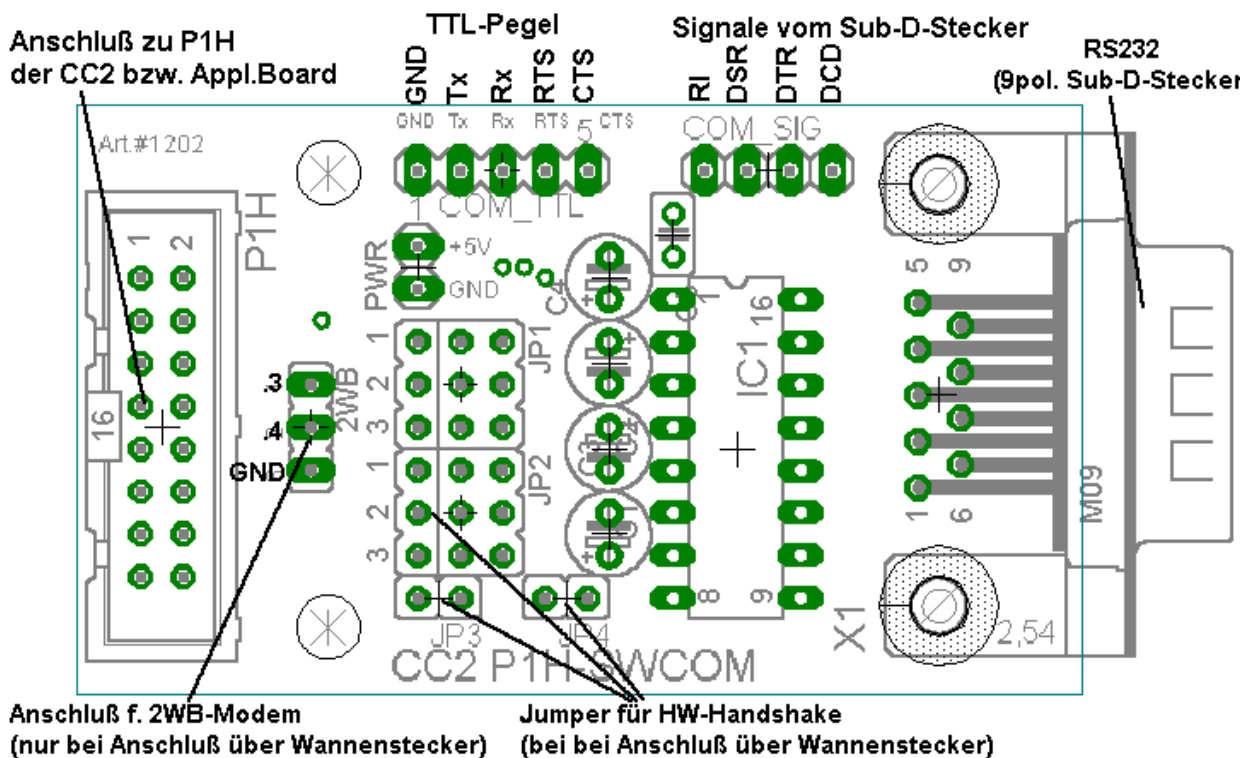 TTL-Pegel
Signale vom Sub-D-Stecker
Anschluß zu P1H
der CC2 bzw. Appl.Board
RS232
(9pol. Sub-D-Stecker
GND Tx Rx RTS CTS
RI DSR DTR DCD
GND Tx Rx RTS 5 CTS
COM_SIG
Art.#1202
1 COM_TTL
P1H
1 2
16
PWR
+5V
GND
.3
.4
GND
2WB
1 2 3
JP1
1 2 3
JP2
JP3
JP4
C4
C3
1 16
IC1
8 9
5 9
1 6
M09
X1
2,54
CC2 P1H-SWCOM
Anschluß f. 2WB-Modem
(nur bei Anschluß über Wannenstecker)
Jumper für HW-Handshake
(bei bei Anschluß über Wannenstecker)